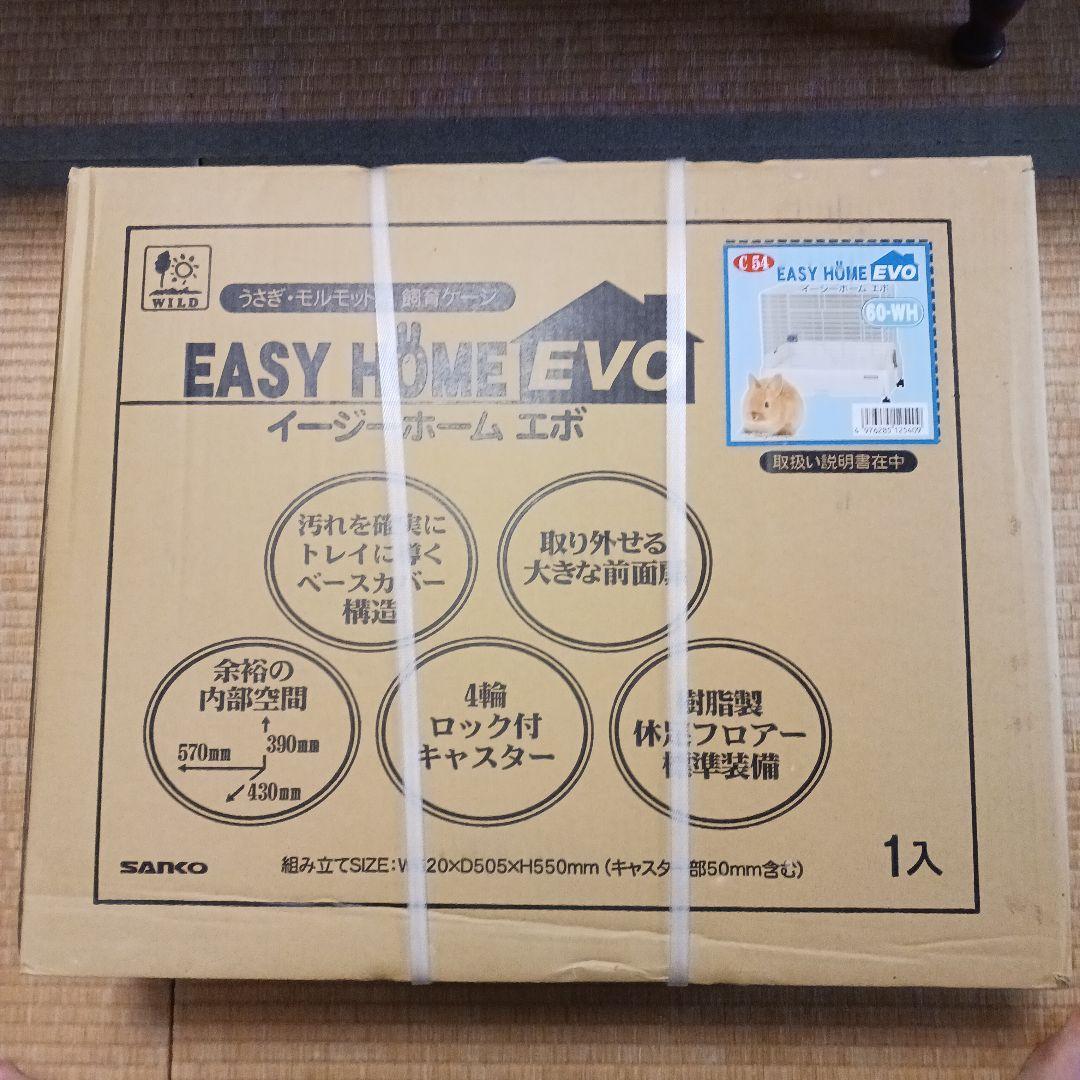 WILD
うさぎ・モルモット 飼育ケージ
EASY HOME EVO
イージーホーム エボ
C 54
EASY HOME EVO
イージーホーム エボ
60-WH
4 976285 125409
取扱い説明書在中
汚れを確実に
トレイに導く
ベースカバー
構造
取り外せる
大きな前面扉
余裕の
内部空間
570mm
390mm
430mm
4輪
ロック付
キャスター
樹脂製
休足フロアー
標準装備
SANKO
組み立てSIZE:W620×D505×H550mm (キャスター部50mm含む)
1入